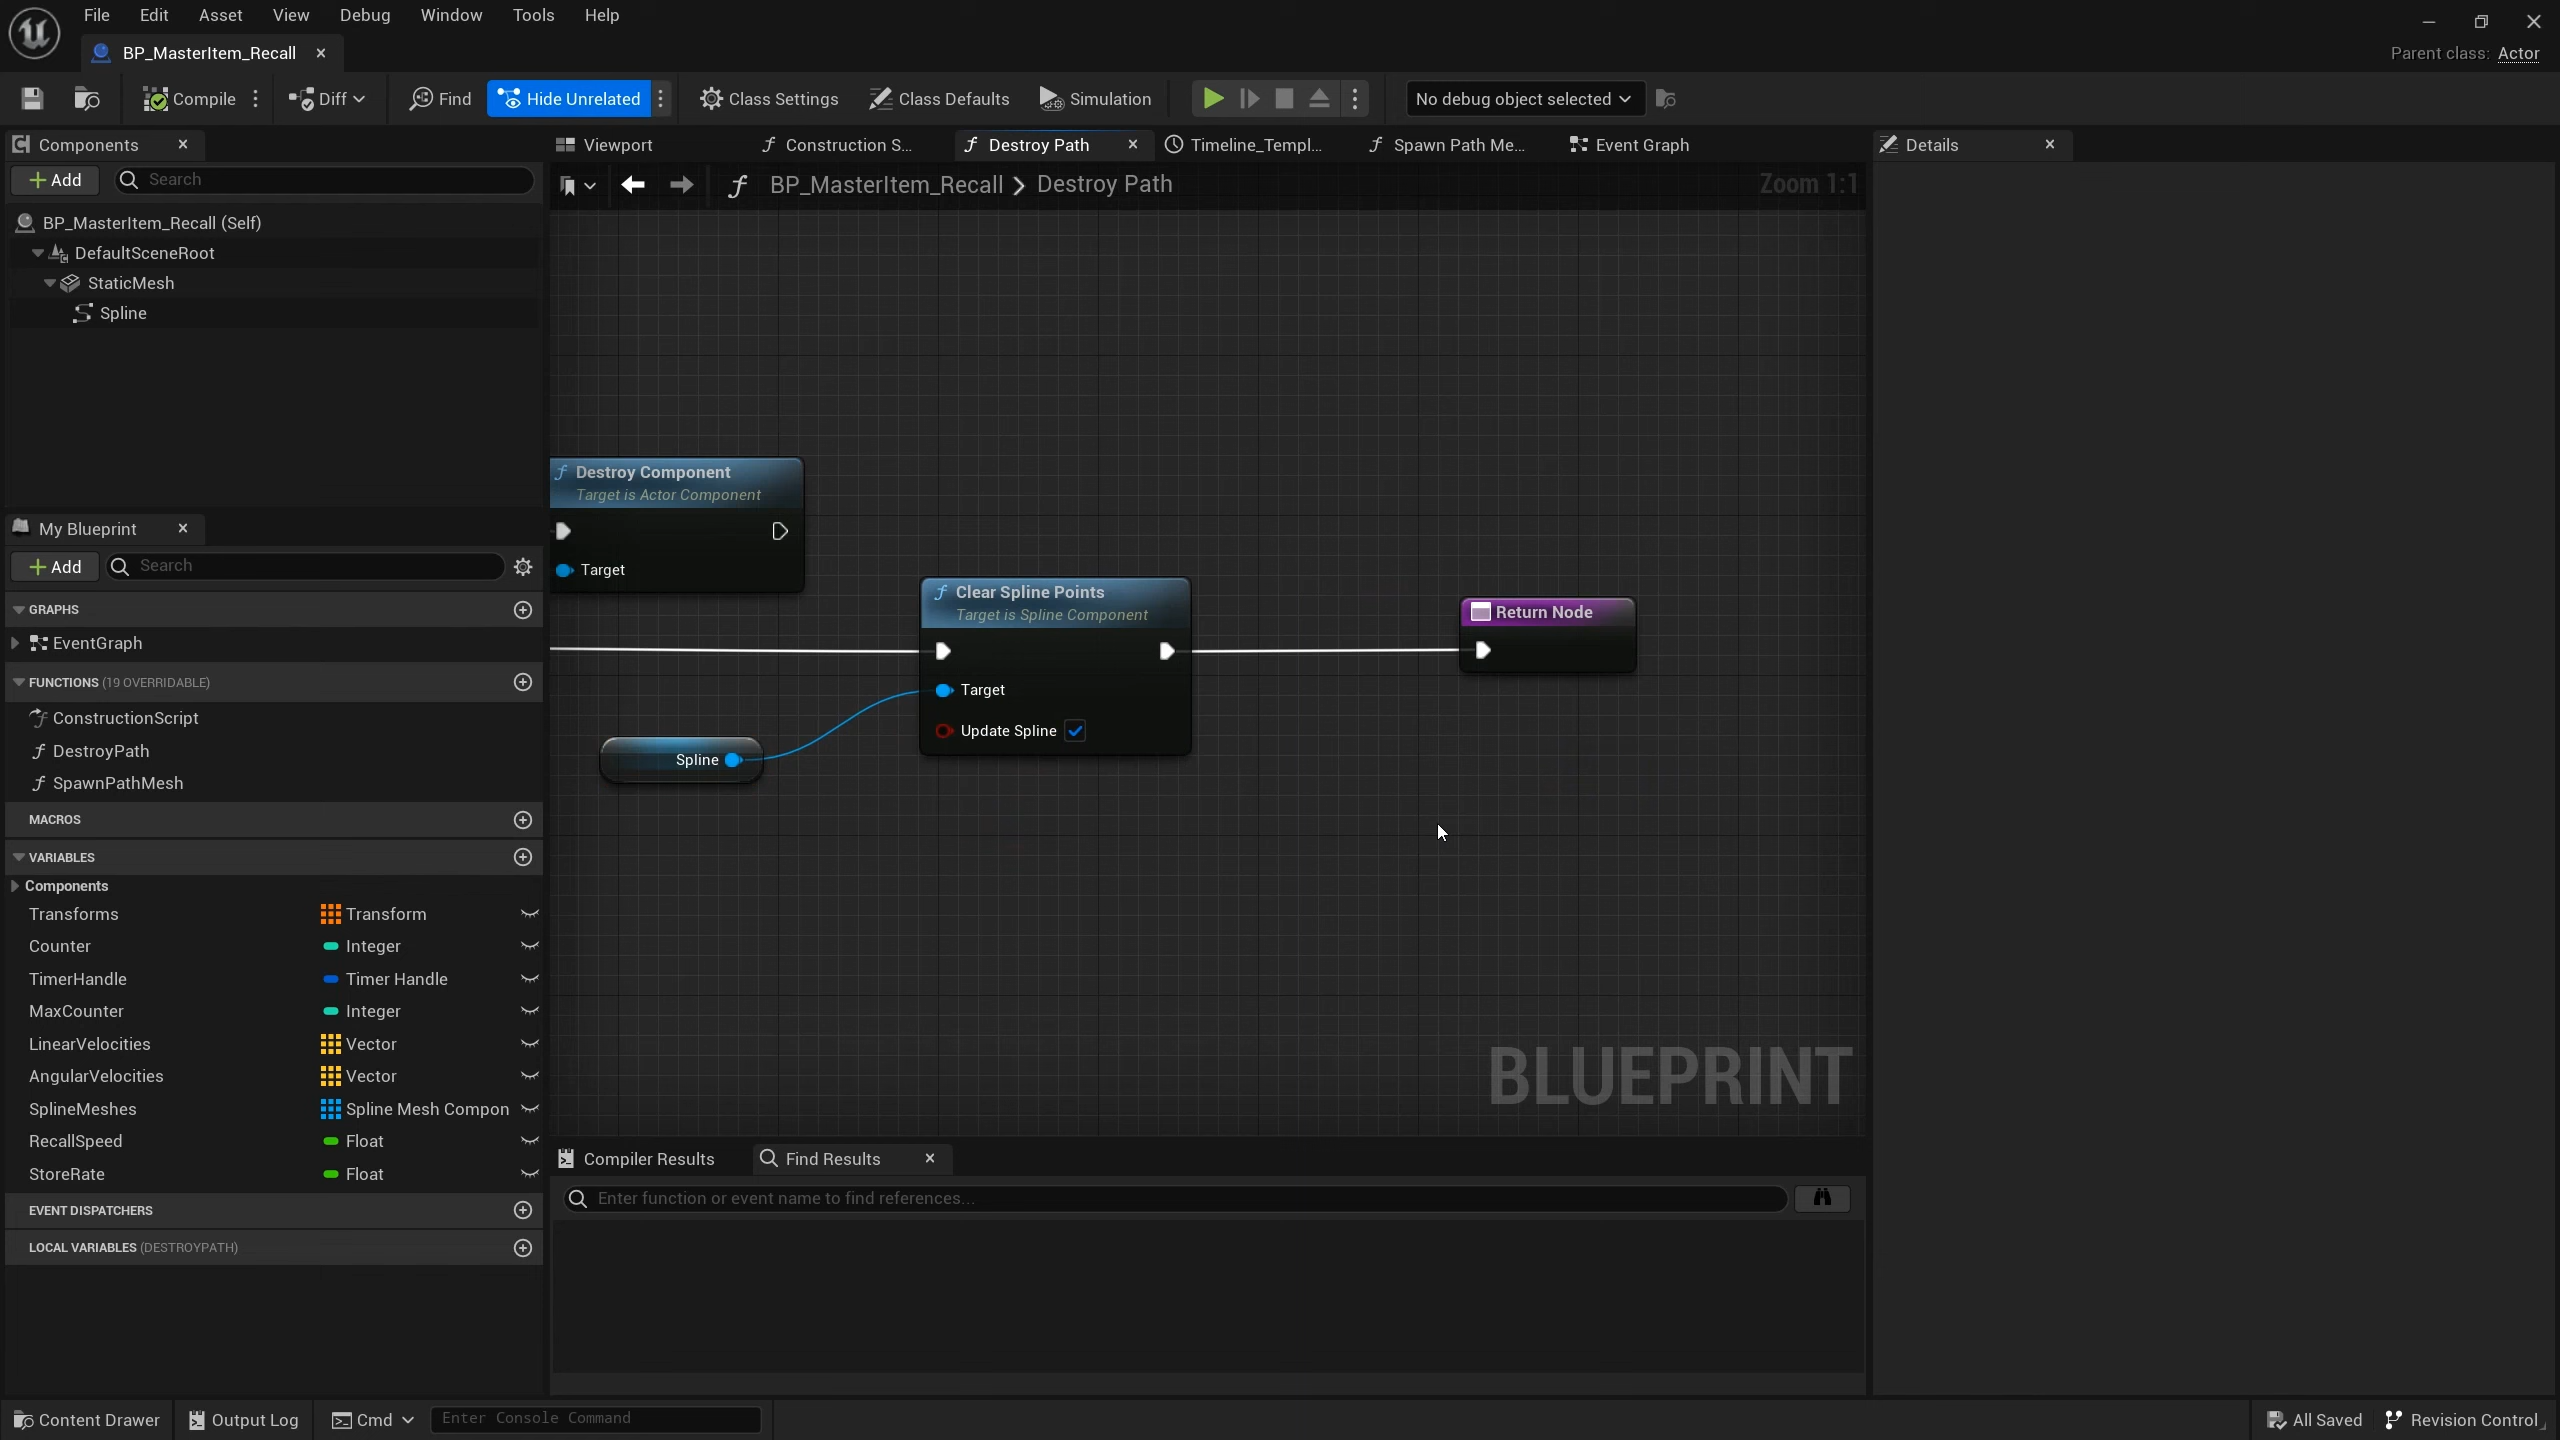 File Edit Asset View Debug Window Tools Help
BP_MasterItem_Recall
Parent class: Actor
Compile Diff Find Hide Unrelated Class Settings Class Defaults Simulation No debug object selected
Components
Viewport Construction S... Destroy Path Timeline_Templ... Spawn Path Me... Event Graph
Details
Add Search
BP_MasterItem_Recall > Destroy Path
Zoom 1:1
BP_MasterItem_Recall (Self)
DefaultSceneRoot
StaticMesh
Spline
Destroy Component
Target is Actor Component
Target
Clear Spline Points
Target is Spline Component
Target
Update Spline
Spline
Return Node
BLUEPRINT
My Blueprint
Add Search
GRAPHS
EventGraph
FUNCTIONS (19 OVERRIDABLE)
ConstructionScript
DestroyPath
SpawnPathMesh
MACROS
VARIABLES
Components
Transforms Transform
Counter Integer
TimerHandle Timer Handle
MaxCounter Integer
LinearVelocities Vector
AngularVelocities Vector
SplineMeshes Spline Mesh Compon
RecallSpeed Float
StoreRate Float
EVENT DISPATCHERS
LOCAL VARIABLES (DESTROYPATH)
Compiler Results Find Results
Enter function or event name to find references...
Content Drawer Output Log Cmd Enter Console Command
All Saved Revision Control